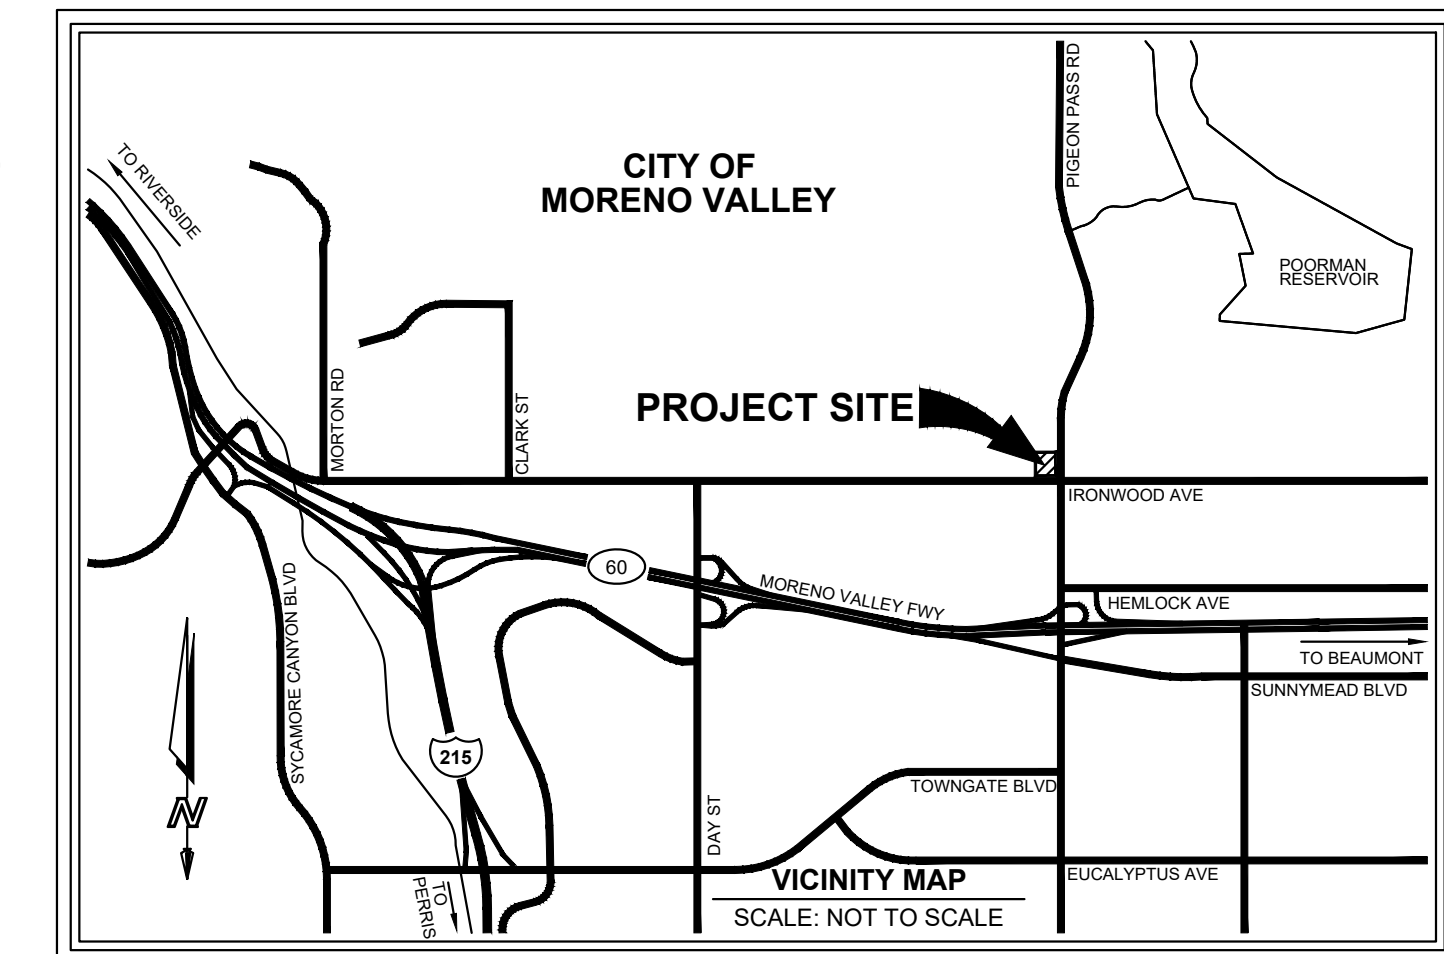 PIGEON PASS RD
TO RIVERSIDE
CITY OF
MORENO VALLEY
POORMAN
RESERVOIR
MORTON RD
CLARK ST
PROJECT SITE
IRONWOOD AVE
60
MORENO VALLEY FWY
HEMLOCK AVE
TO BEAUMONT
SUNNYMEAD BLVD
SYCAMORE CANYON BLVD
215
N
TOWNGATE BLVD
DAY ST
EUCALYPTUS AVE
TO
PERRIS
VICINITY MAP
SCALE: NOT TO SCALE